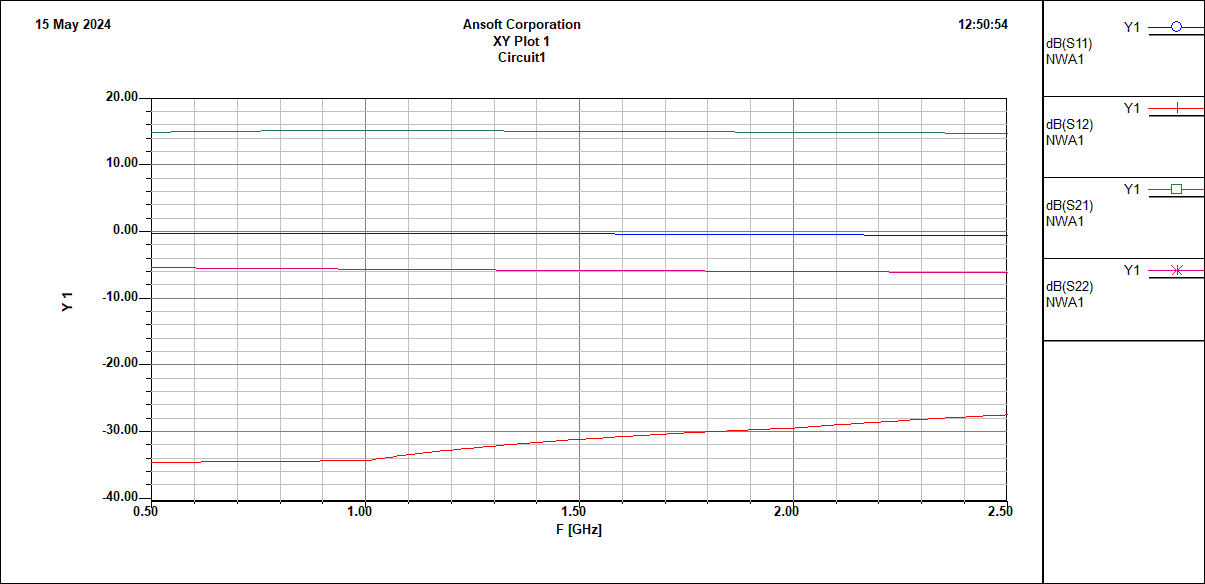 15 May 2024
Ansoft Corporation
12:50:54
XY Plot 1
Circuit1
20.00
10.00
0.00
-10.00
-20.00
-30.00
-40.00
Y 1
0.50
1.00
1.50
2.00
2.50
F [GHz]
Y1
dB(S11)
NWA1
Y1
dB(S12)
NWA1
Y1
dB(S21)
NWA1
Y1
dB(S22)
NWA1